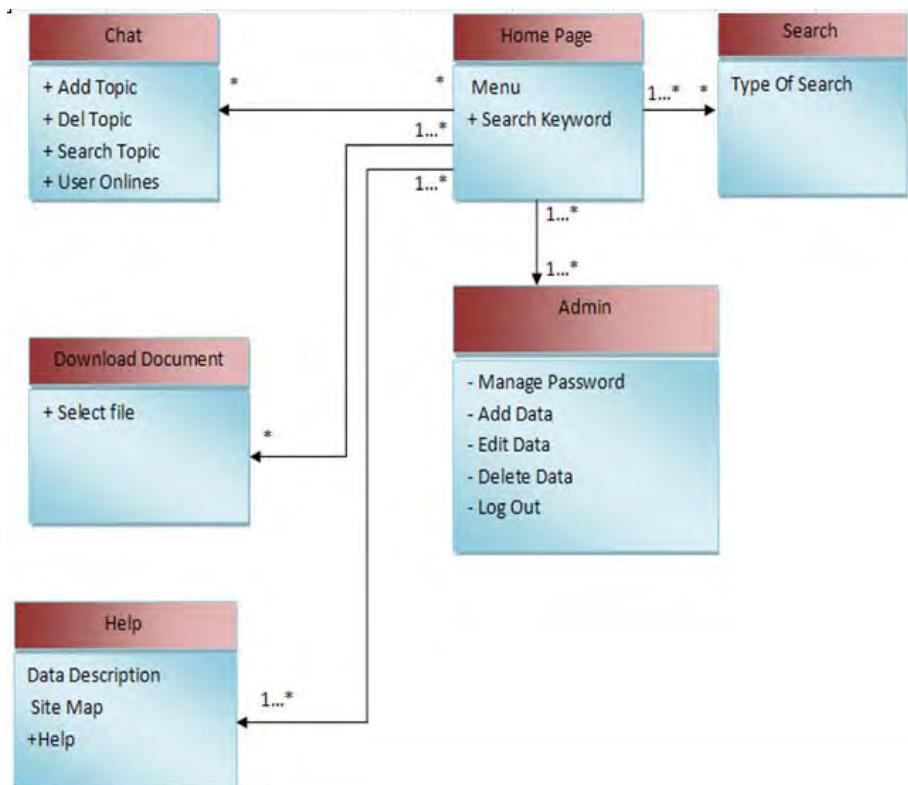 Chat
+ Add Topic
+ Del Topic
+ Search Topic
+ User Onlines
*
*
Home Page
Menu
+ Search Keyword
1...*
1...*
1...* *
Search
Type Of Search
1...*
1...*
Admin
- Manage Password
- Add Data
- Edit Data
- Delete Data
- Log Out
Download Document
+ Select file
*
Help
Data Description
Site Map
+Help
1...*